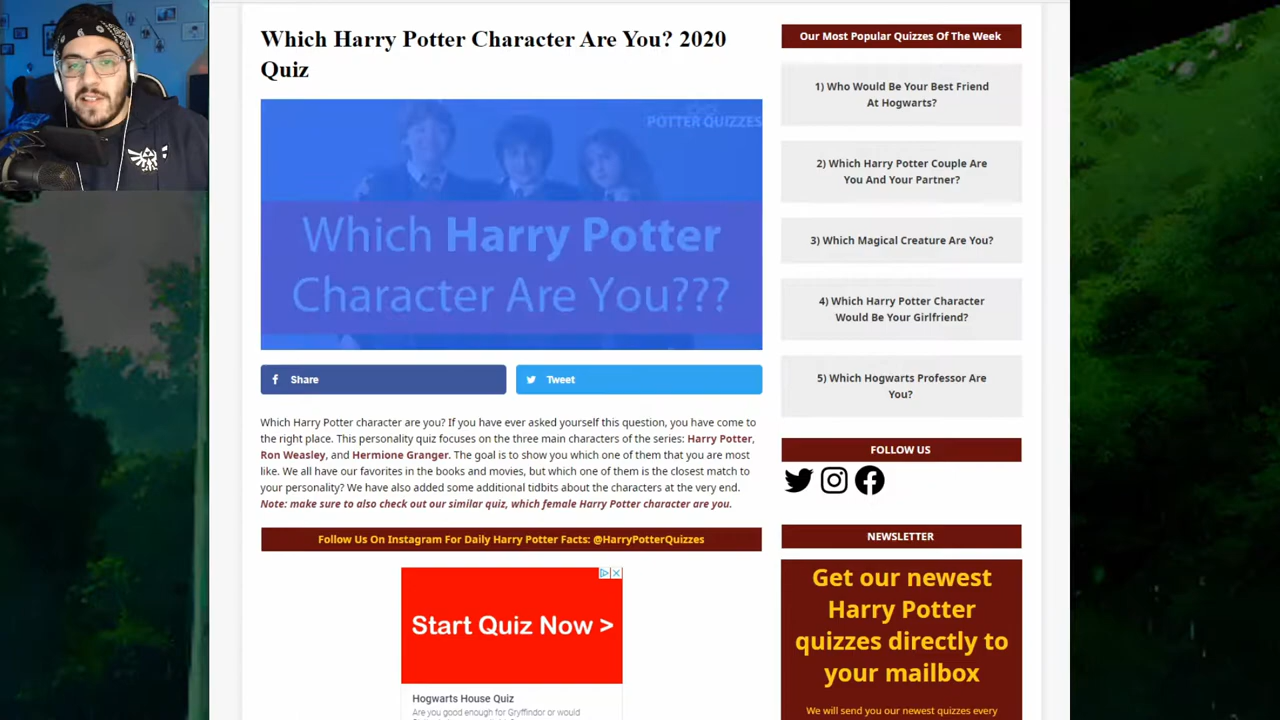 Which Harry Potter Character Are You? 2020
Quiz
POTTER QUIZZES
Which Harry Potter
Character Are You???
Share
Tweet
Which Harry Potter character are you? If you have ever asked yourself this question, you have come to
the right place. This personality quiz focuses on the three main characters of the series: Harry Potter,
Ron Weasley, and Hermione Granger. The goal is to show you which one of them that you are most
like. We all have our favorites in the books and movies, but which one of them is the closest match to
your personality? We have also added some additional tidbits about the characters at the very end.
Note: make sure to also check out our similar quiz, which female Harry Potter character are you.
Follow Us On Instagram For Daily Harry Potter Facts: @HarryPotterQuizzes
Start Quiz Now >
Hogwarts House Quiz
Are you good enough for Gryffindor or would
Our Most Popular Quizzes Of The Week
1) Who Would Be Your Best Friend
At Hogwarts?
2) Which Harry Potter Couple Are
You And Your Partner?
3) Which Magical Creature Are You?
4) Which Harry Potter Character
Would Be Your Girlfriend?
5) Which Hogwarts Professor Are
You?
FOLLOW US
NEWSLETTER
Get our newest
Harry Potter
quizzes directly to
your mailbox
We will send you our newest quizzes every